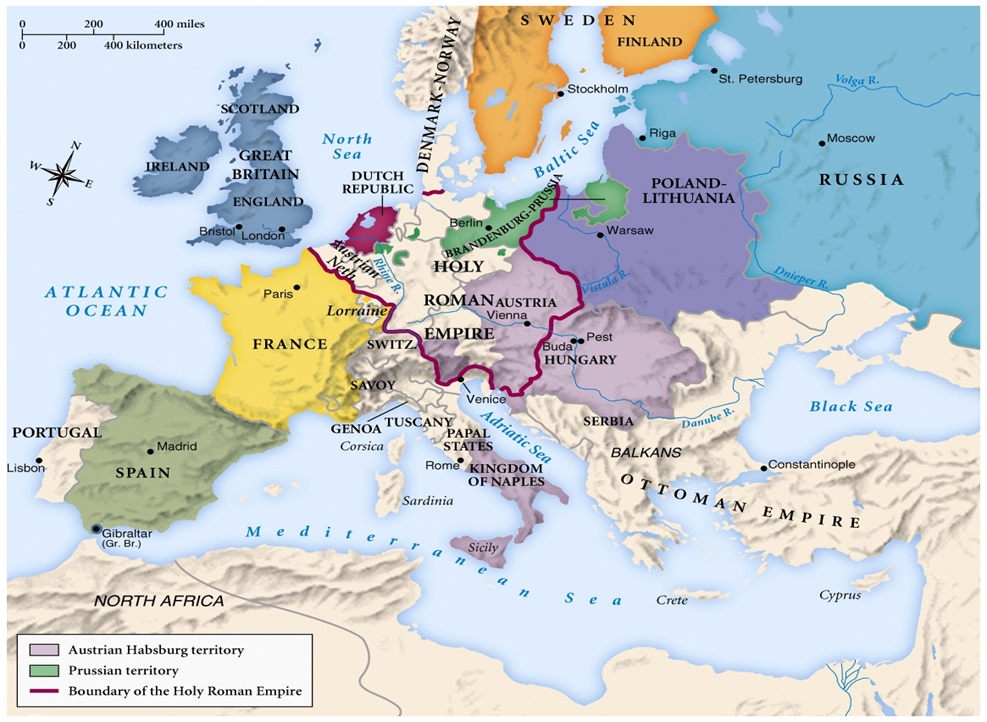 0 200 400 miles
0 200 400 kilometers
SWEDEN
FINLAND
DENMARK-NORWAY
Stockholm
St. Petersburg
Volga R.
SCOTLAND
North
Sea
Baltic Sea
Riga
Moscow
N
W
E
S
IRELAND
GREAT
BRITAIN
DUTCH
REPUBLIC
POLAND-
LITHUANIA
RUSSIA
ENGLAND
Bristol
London
Berlin
BRANDENBURG-PRUSSIA
Warsaw
Austrian
Neth.
Rhine R.
HOLY
ROMAN
EMPIRE
Vistula R.
Dnieper R.
ATLANTIC
OCEAN
Paris
Lorraine
AUSTRIA
Vienna
FRANCE
SWITZ.
Buda
Pest
HUNGARY
SAVOY
Venice
Black Sea
GENOA
TUSCANY
Adriatic Sea
SERBIA
Danube R.
PORTUGAL
Madrid
Corsica
PAPAL
STATES
BALKANS
Lisbon
SPAIN
Rome
KINGDOM
OF NAPLES
Constantinople
OTTOMAN EMPIRE
Sardinia
Gibraltar
(Gr. Br.)
Mediterranean Sea
Sicily
NORTH AFRICA
Crete
Cyprus
Austrian Habsburg territory
Prussian territory
Boundary of the Holy Roman Empire